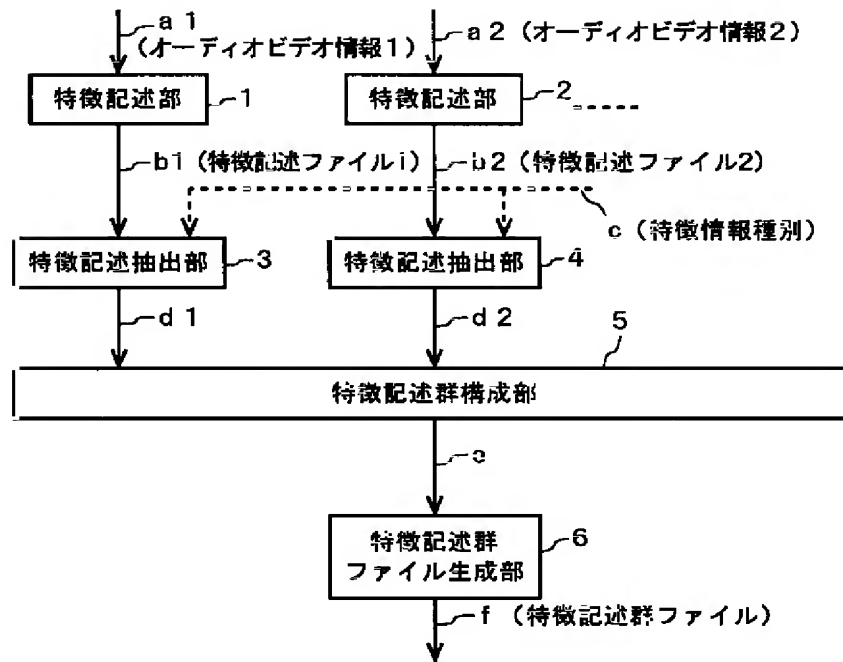 a1
(オーディオビデオ情報1)
a2(オーディオビデオ情報2)
特徴記述部
1
特徴記述部
2
b1(特徴記述ファイルi)
b2(特徴記述ファイル2)
c(特徴情報種別)
特徴記述抽出部
3
特徴記述抽出部
4
d1
d2
5
特徴記述群構成部
e
特徴記述群
ファイル生成部
6
f(特徴記述群ファイル)